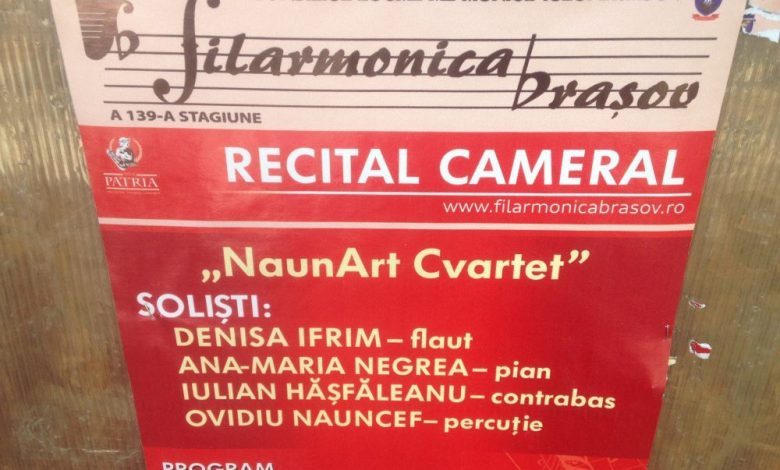 filarmonica
brașov
A 139-A STAGIUNE
PATRIA
RECITAL CAMERAL
www.filarmonicabrasov.ro
„NaunArt Cvartet”
SOLIȘTI:
DENISA IFRIM – flaut
ANA-MARIA NEGREA – pian
IULIAN HĂȘFĂLEANU – contrabas
OVIDIU NAUNCEF – percuție
PROGRAM